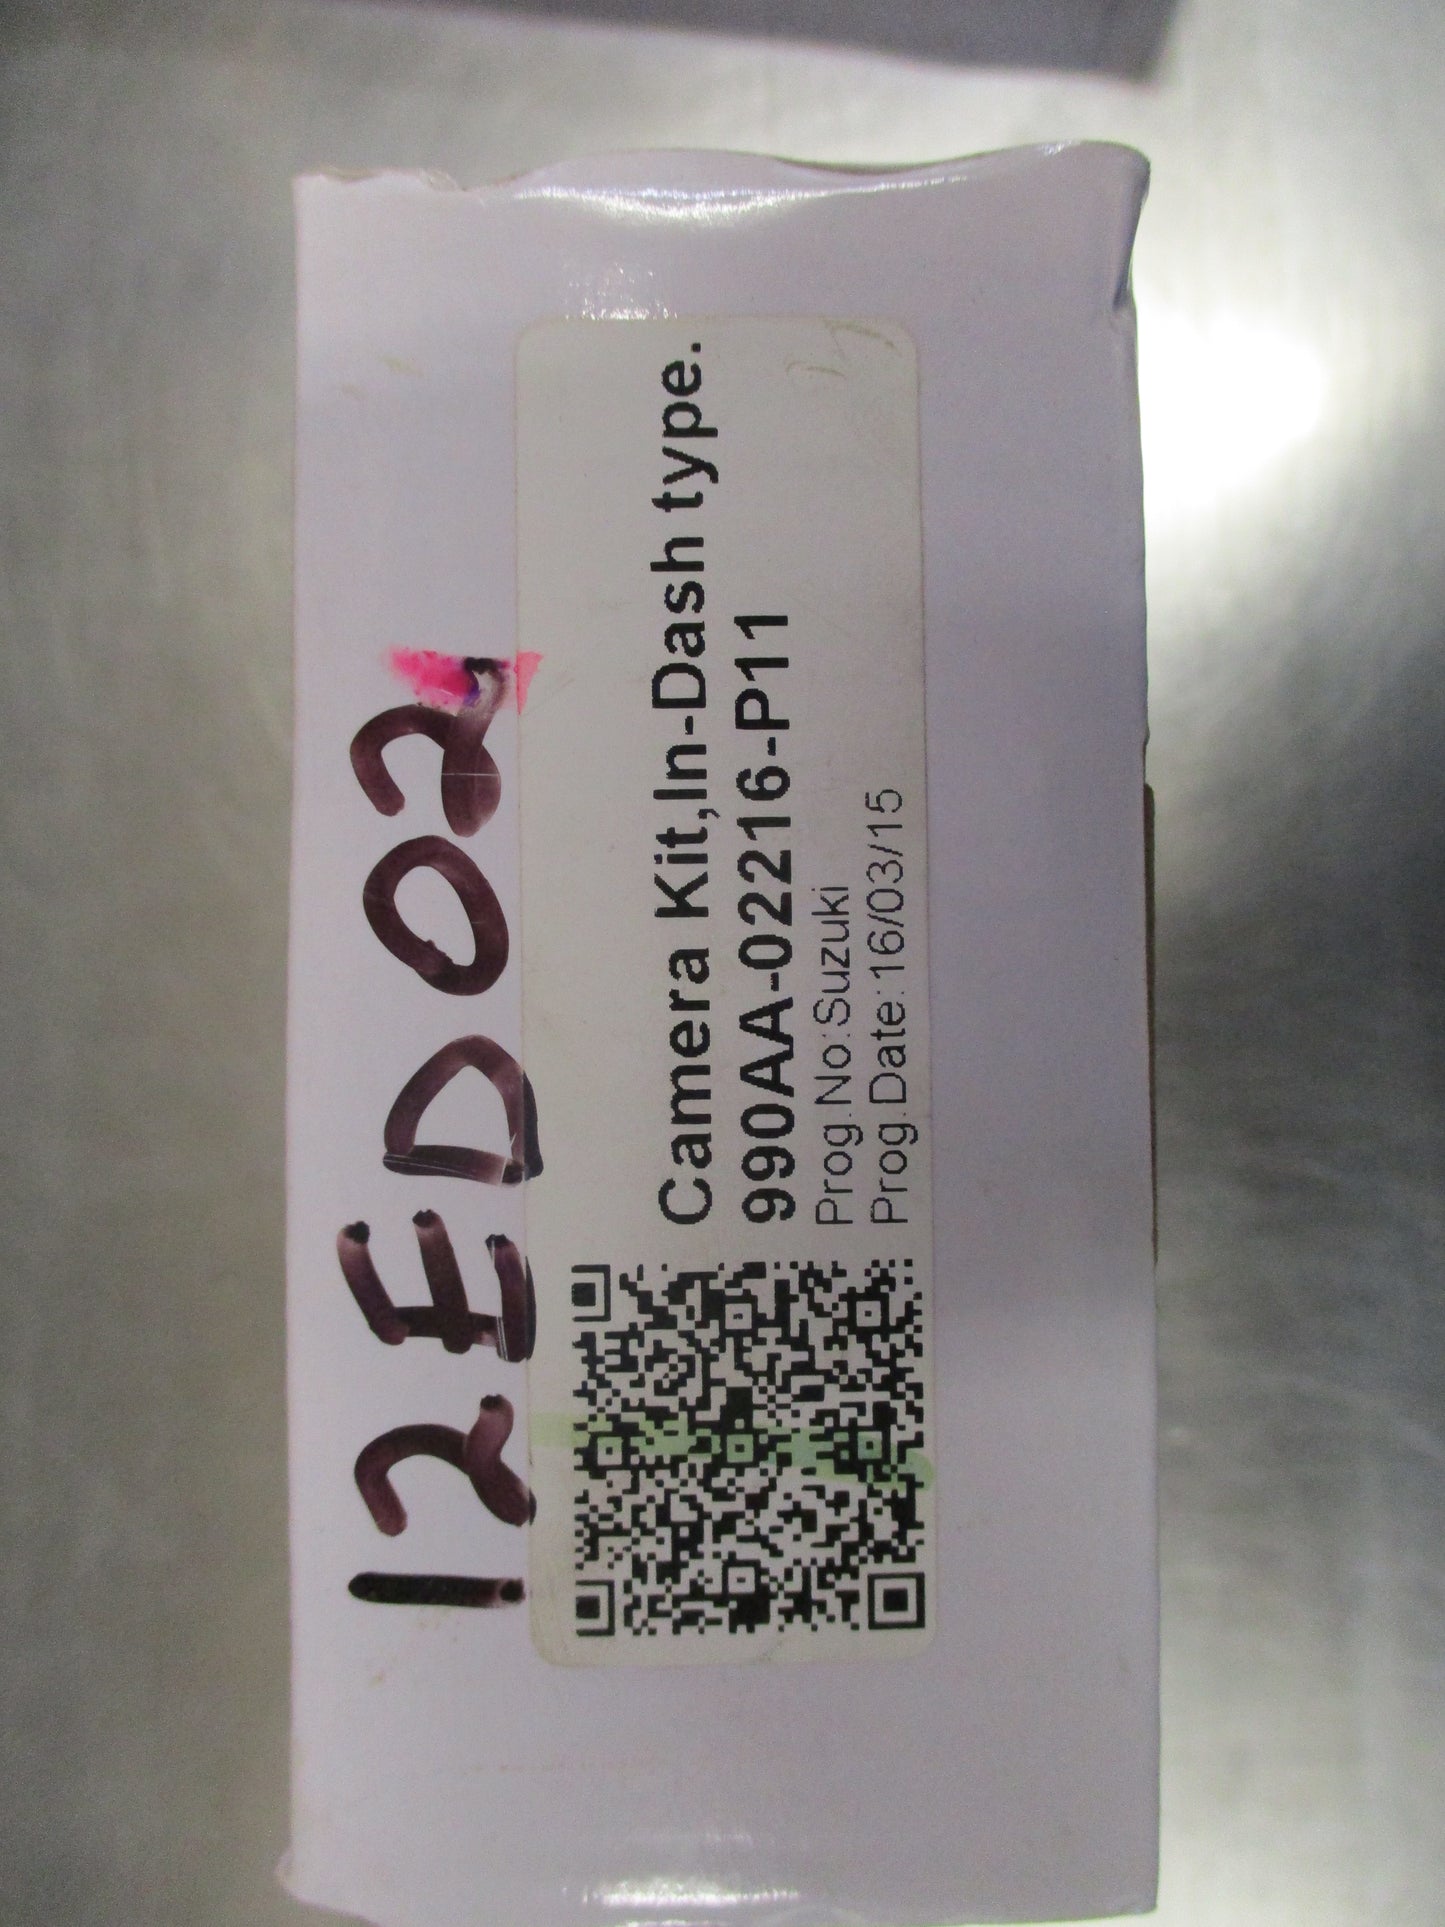 12ED02
Camera Kit,In-Dash type.
990AA-02216-P11
Prog.No:Suzuki
Prog.Date:16/03/15